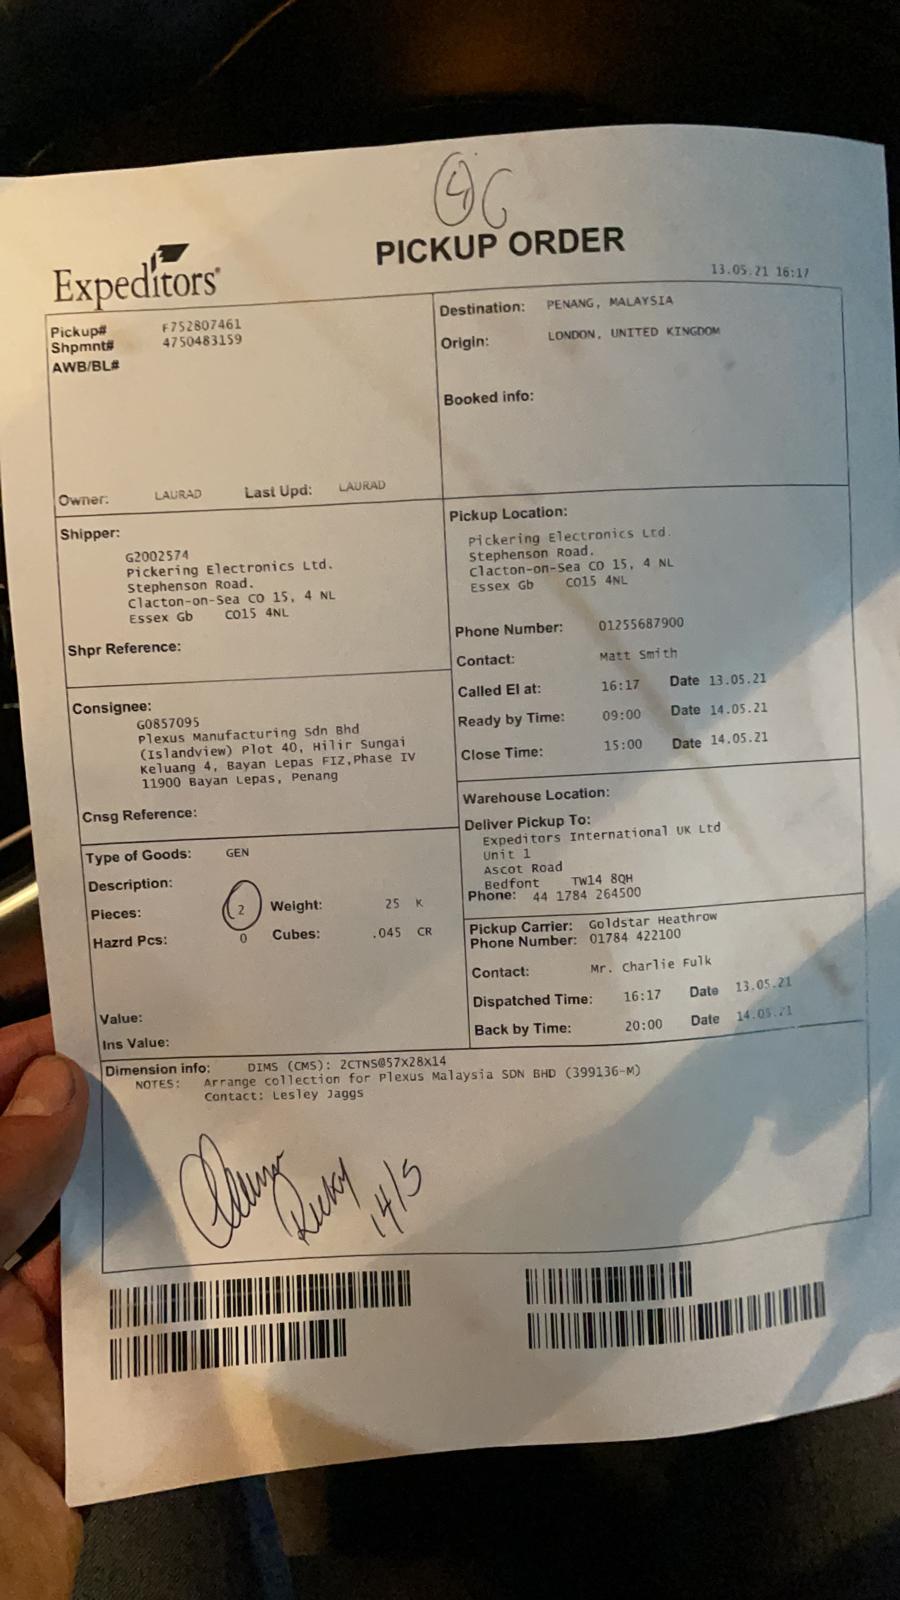 PICKUP ORDER
Expeditors®
13.05.21 16:17
Pickup# F752807461
Shpmnt# 4750483159
AWB/BL#
Owner: LAURAD Last Upd: LAURAD
Destination: PENANG, MALAYSIA
Origin: LONDON, UNITED KINGDOM
Booked info:
Shipper:
G2002574
Pickering Electronics Ltd.
Stephenson Road.
Clacton-on-Sea CO 15, 4 NL
Essex Gb CO15 4NL
Shpr Reference:
Pickup Location:
Pickering Electronics Ltd.
Stephenson Road.
Clacton-on-Sea CO 15, 4 NL
Essex Gb CO15 4NL
Phone Number: 01255687900
Contact: Matt Smith
Called EI at: 16:17 Date 13.05.21
Ready by Time: 09:00 Date 14.05.21
Close Time: 15:00 Date 14.05.21
Consignee:
G0857095
Plexus Manufacturing Sdn Bhd
(Islandview) Plot 40, Hilir Sungai
Keluang 4, Bayan Lepas FIZ,Phase IV
11900 Bayan Lepas, Penang
Cnsg Reference:
Warehouse Location:
Deliver Pickup To:
Expeditors International UK Ltd
Unit 1
Ascot Road
Bedfont TW14 8QH
Phone: 44 1784 264500
Type of Goods: GEN
Description:
Pieces: 2 Weight: 25 K
Hazrd Pcs: 0 Cubes: .045 CR
Value:
Ins Value:
Pickup Carrier: Goldstar Heathrow
Phone Number: 01784 422100
Contact: Mr. Charlie Fulk
Dispatched Time: 16:17 Date 13.05.21
Back by Time: 20:00 Date 14.05.21
Dimension info: DIMS (CMS): 2CTNS@57X28X14
NOTES: Arrange collection for Plexus Malaysia SDN BHD (399136-M)
Contact: Lesley Jaggs
Ricky 14/5